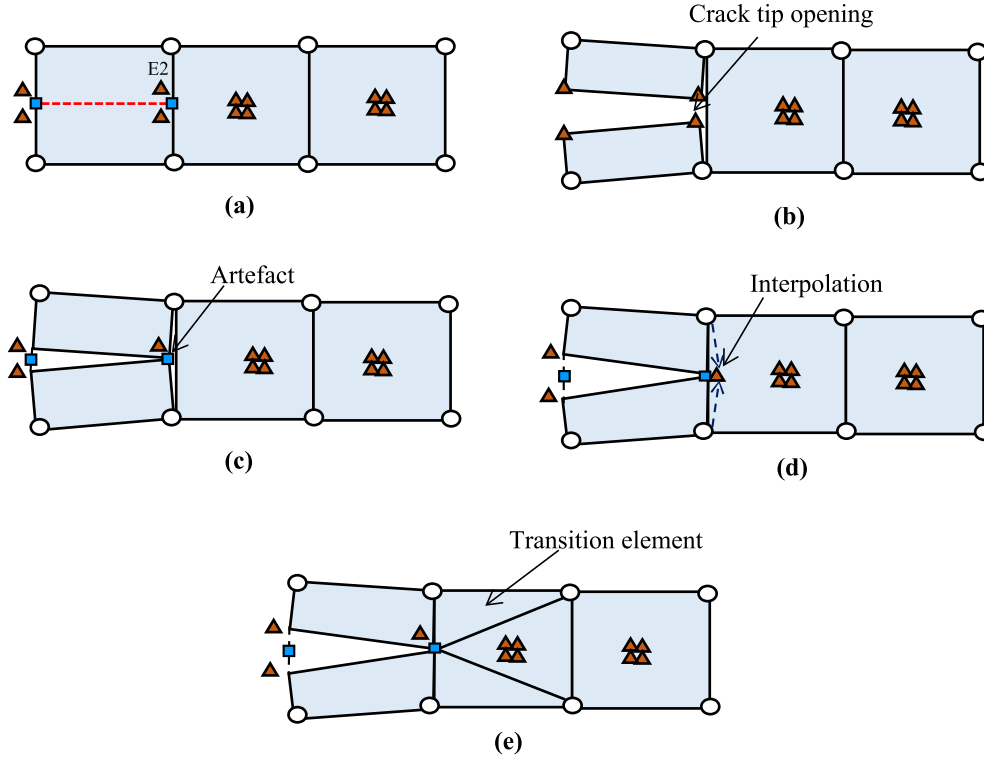 Crack tip opening
E2
(a)
(b)
Artefact
Interpolation
(c)
(d)
Transition element
(e)